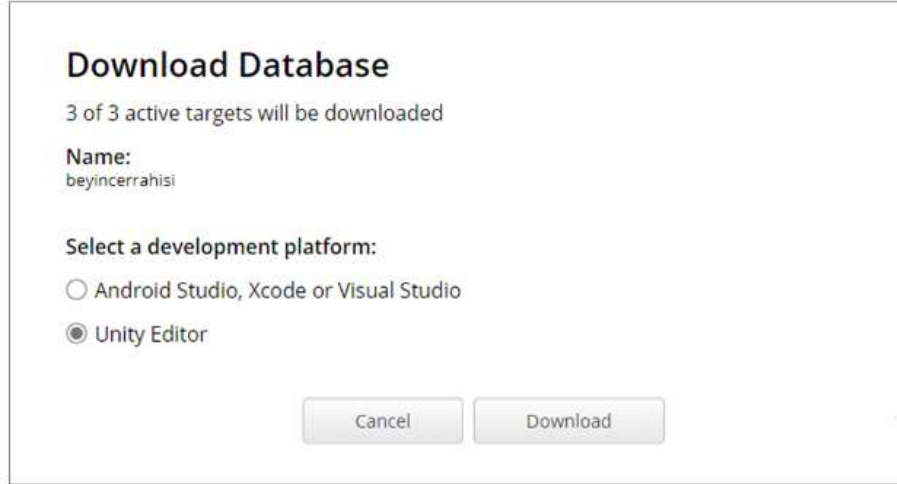 Download Database
3 of 3 active targets will be downloaded
Name:
beyincerrahisi
Select a development platform:
Android Studio, Xcode or Visual Studio
Unity Editor
Cancel
Download